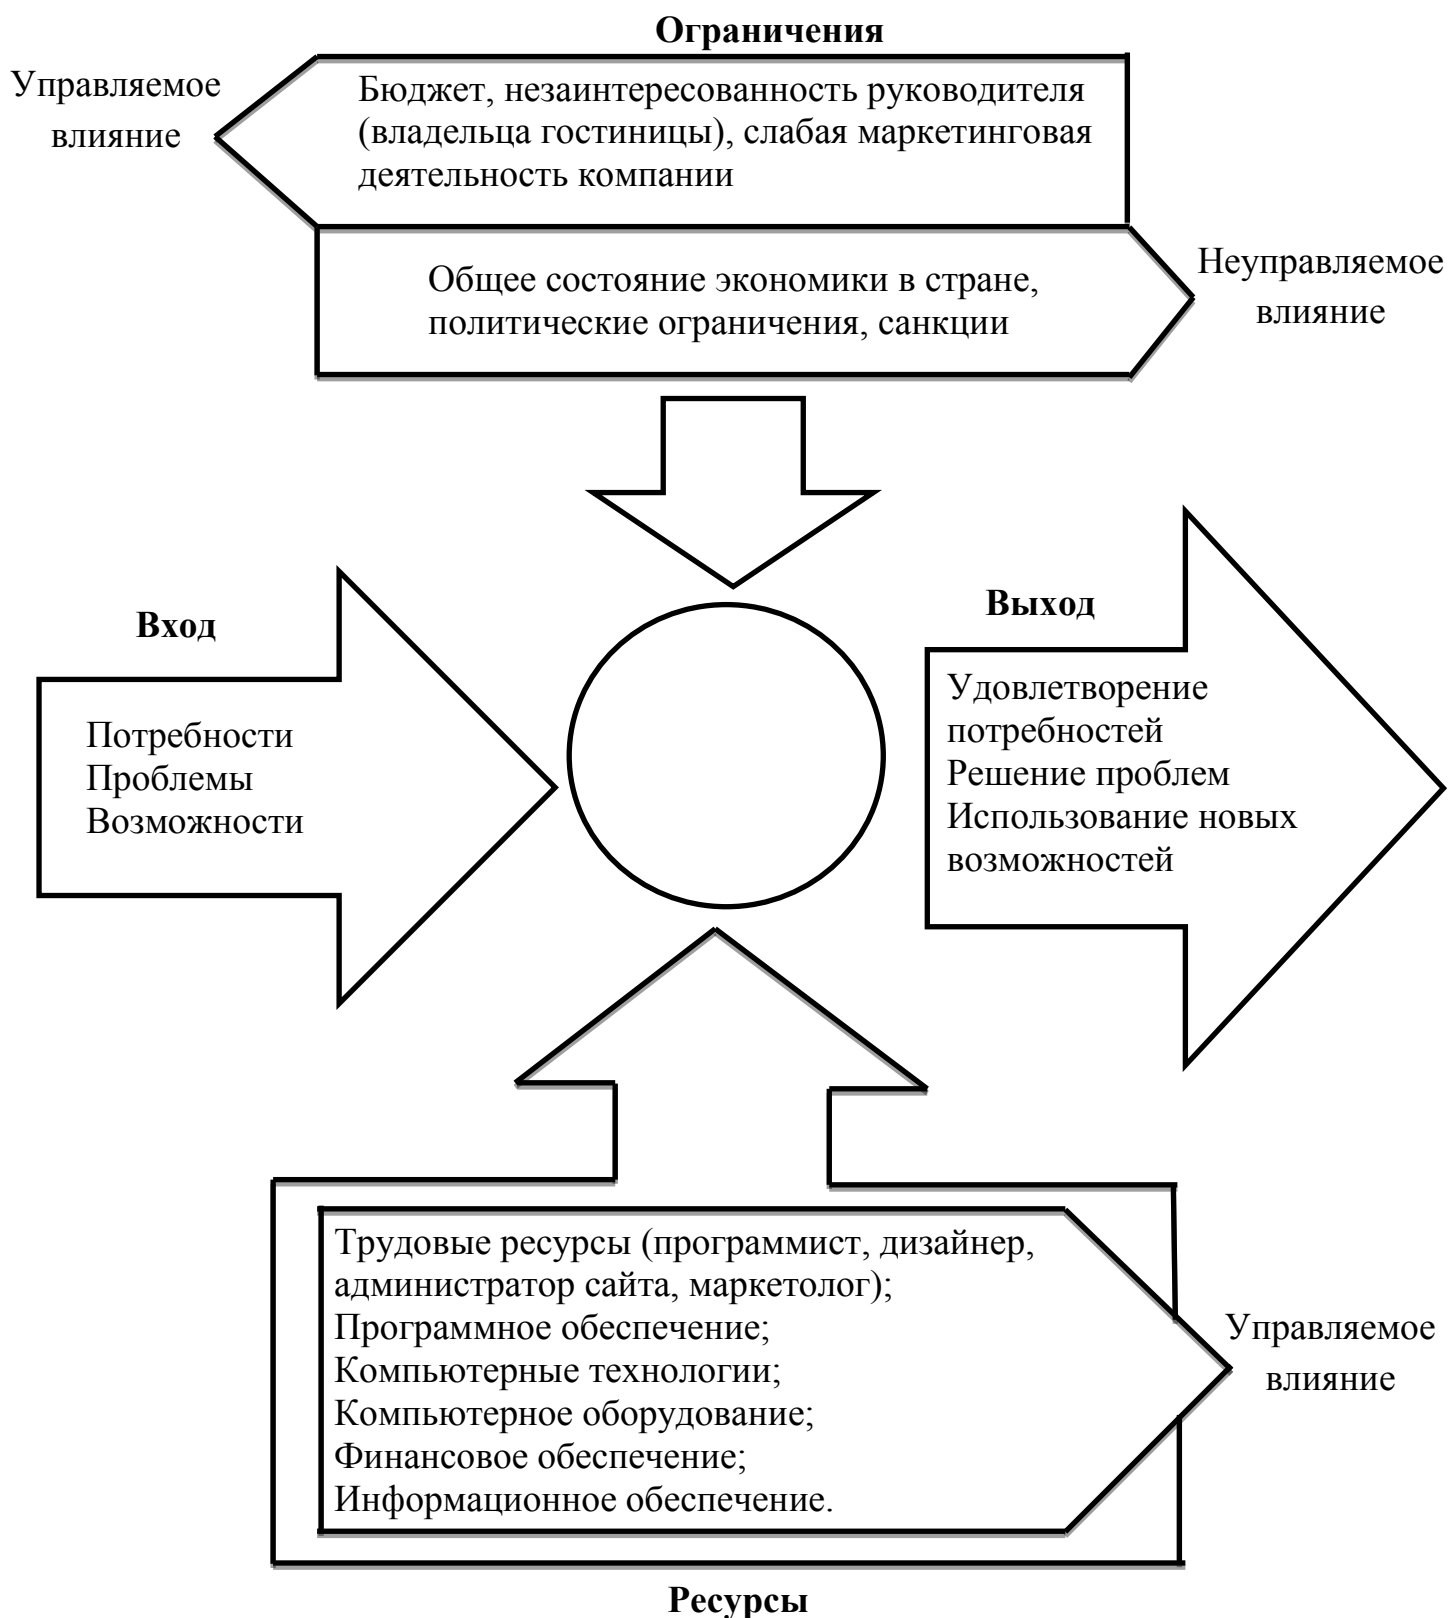 Ограничения
Управляемое
влияние
Бюджет, незаинтересованность руководителя
(владельца гостиницы), слабая маркетинговая
деятельность компании
Общее состояние экономики в стране,
политические ограничения, санкции
Неуправляемое
влияние
Вход
Потребности
Проблемы
Возможности
Выход
Удовлетворение
потребностей
Решение проблем
Использование новых
возможностей
Трудовые ресурсы (программист, дизайнер,
администратор сайта, маркетолог);
Программное обеспечение;
Компьютерные технологии;
Компьютерное оборудование;
Финансовое обеспечение;
Информационное обеспечение.
Управляемое
влияние
Ресурсы